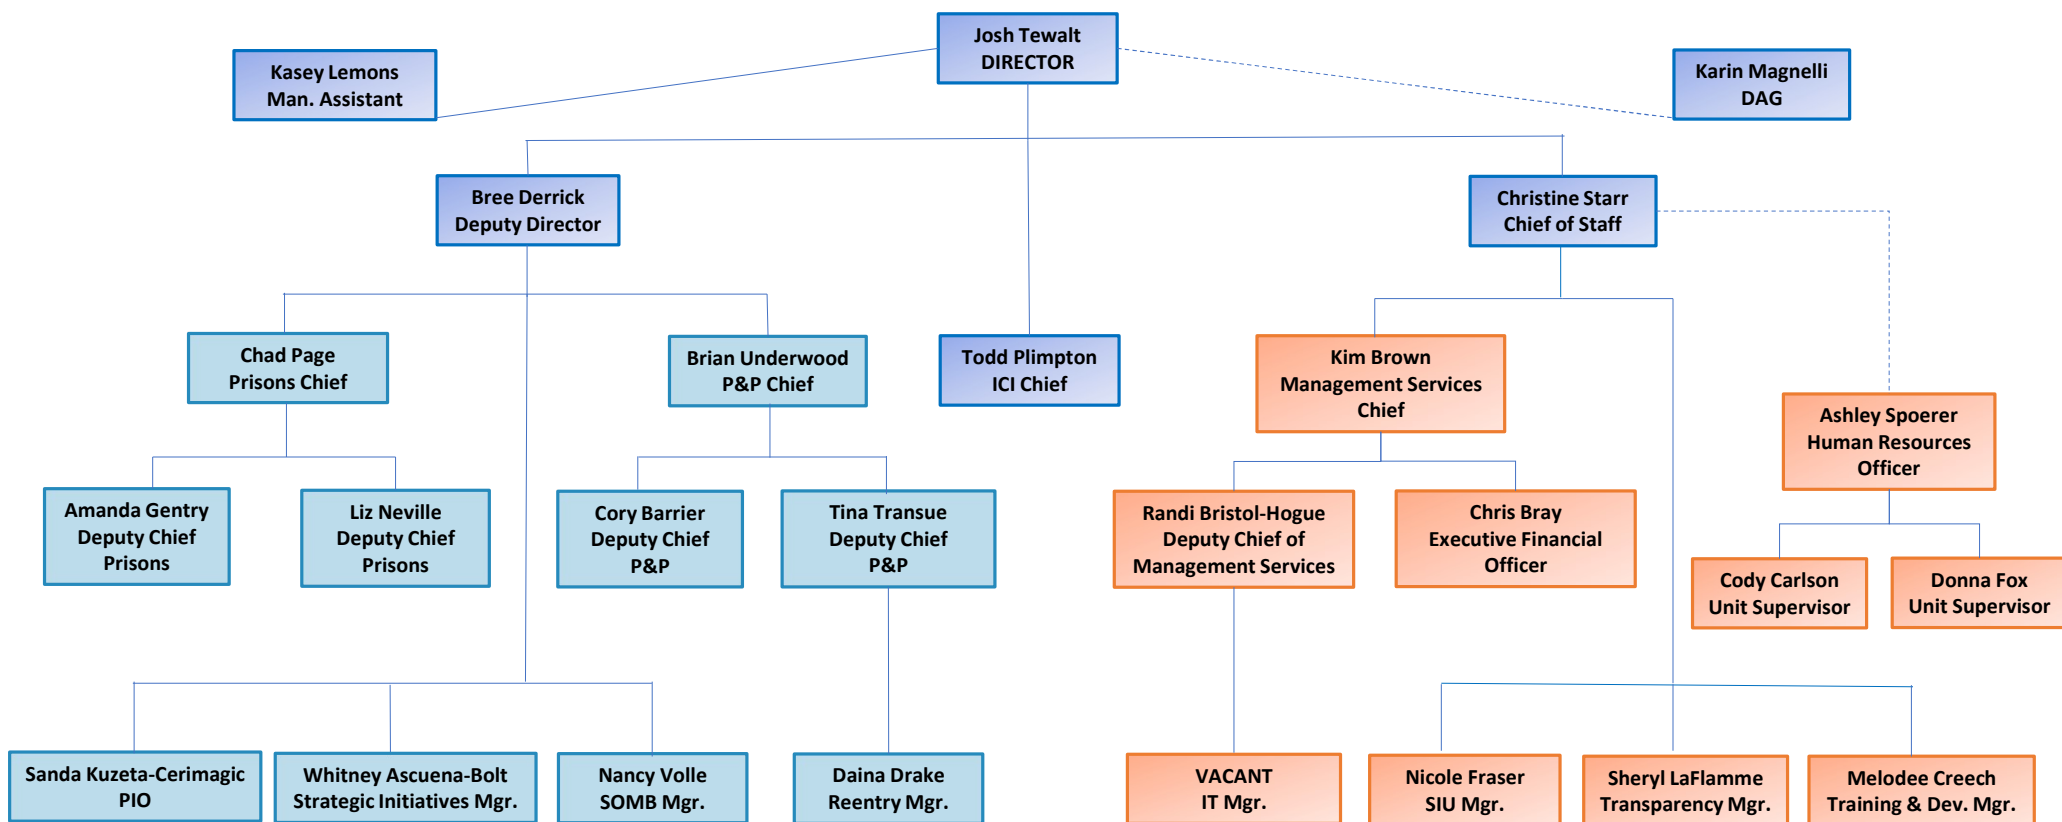 Josh Tewalt
DIRECTOR
Kasey Lemons
Man. Assistant
Karin Magnelli
DAG
Bree Derrick
Deputy Director
Christine Starr
Chief of Staff
Chad Page
Prisons Chief
Brian Underwood
P&P Chief
Todd Plimpton
ICI Chief
Kim Brown
Management Services
Chief
Ashley Spoerer
Human Resources
Officer
Amanda Gentry
Deputy Chief
Prisons
Liz Neville
Deputy Chief
Prisons
Cory Barrier
Deputy Chief
P&P
Tina Transue
Deputy Chief
P&P
Randi Bristol-Hogue
Deputy Chief of
Management Services
Chris Bray
Executive Financial
Officer
Cody Carlson
Unit Supervisor
Donna Fox
Unit Supervisor
Sanda Kuzeta-Cerimagic
PIO
Whitney Ascuena-Bolt
Strategic Initiatives Mgr.
Nancy Volle
SOMB Mgr.
Daina Drake
Reentry Mgr.
VACANT
IT Mgr.
Nicole Fraser
SIU Mgr.
Sheryl LaFlamme
Transparency Mgr.
Melodee Creech
Training & Dev. Mgr.